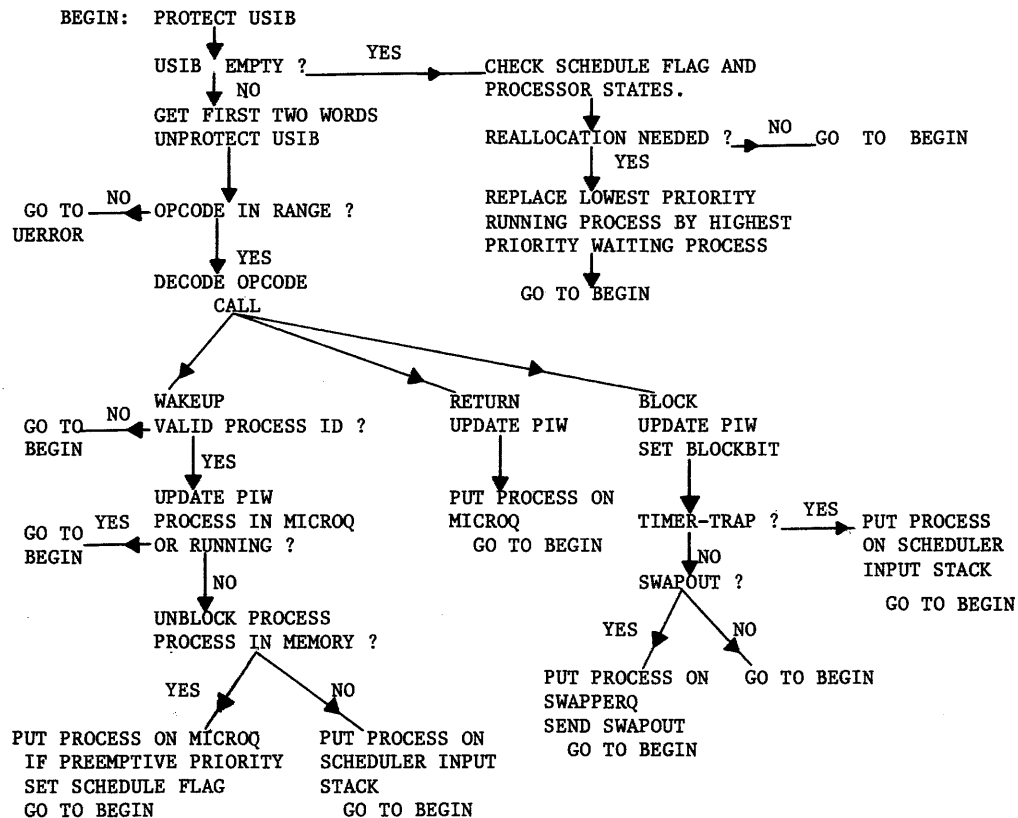 BEGIN: PROTECT USIB
USIB EMPTY ?
YES
CHECK SCHEDULE FLAG AND
PROCESSOR STATES.
NO
GET FIRST TWO WORDS
UNPROTECT USIB
REALLOCATION NEEDED ?
NO
GO TO BEGIN
YES
REPLACE LOWEST PRIORITY
RUNNING PROCESS BY HIGHEST
PRIORITY WAITING PROCESS
GO TO BEGIN
OPCODE IN RANGE ?
NO
GO TO
UERROR
YES
DECODE OPCODE
CALL
WAKEUP
VALID PROCESS ID ?
NO
GO TO
BEGIN
YES
UPDATE PIW
PROCESS IN MICROQ
OR RUNNING ?
YES
GO TO
BEGIN
NO
UNBLOCK PROCESS
PROCESS IN MEMORY ?
YES
NO
PUT PROCESS ON MICROQ
IF PREEMPTIVE PRIORITY
SET SCHEDULE FLAG
GO TO BEGIN
PUT PROCESS ON
SCHEDULER INPUT
STACK
GO TO BEGIN
RETURN
UPDATE PIW
PUT PROCESS ON
MICROQ
GO TO BEGIN
BLOCK
UPDATE PIW
SET BLOCKBIT
TIMER-TRAP ?
YES
PUT PROCESS
ON SCHEDULER
INPUT STACK
GO TO BEGIN
NO
SWAPOUT ?
YES
NO
PUT PROCESS ON
SWAPPERQ
SEND SWAPOUT
GO TO BEGIN
GO TO BEGIN